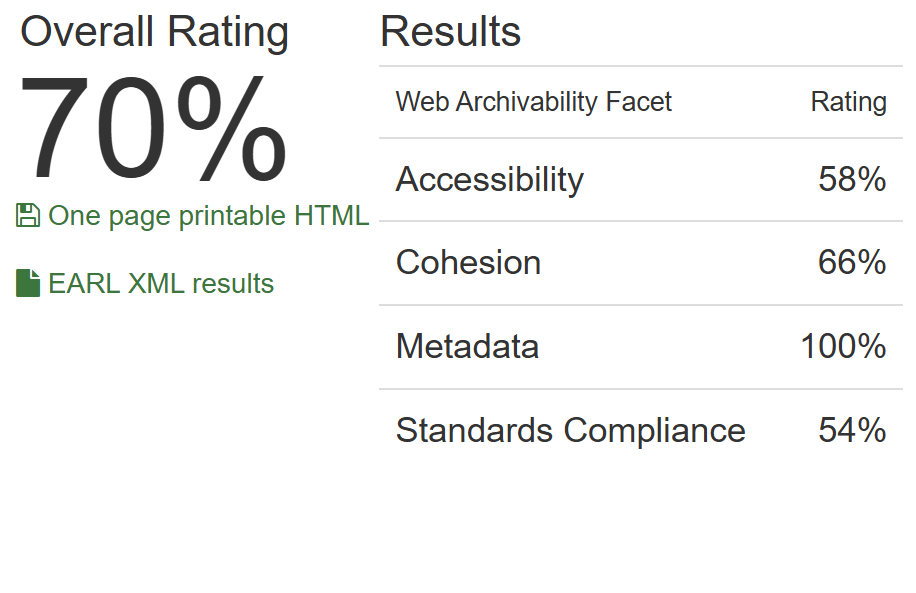 Overall Rating
70%
One page printable HTML
EARL XML results
Results
Web Archivability Facet Rating
Accessibility 58%
Cohesion 66%
Metadata 100%
Standards Compliance 54%